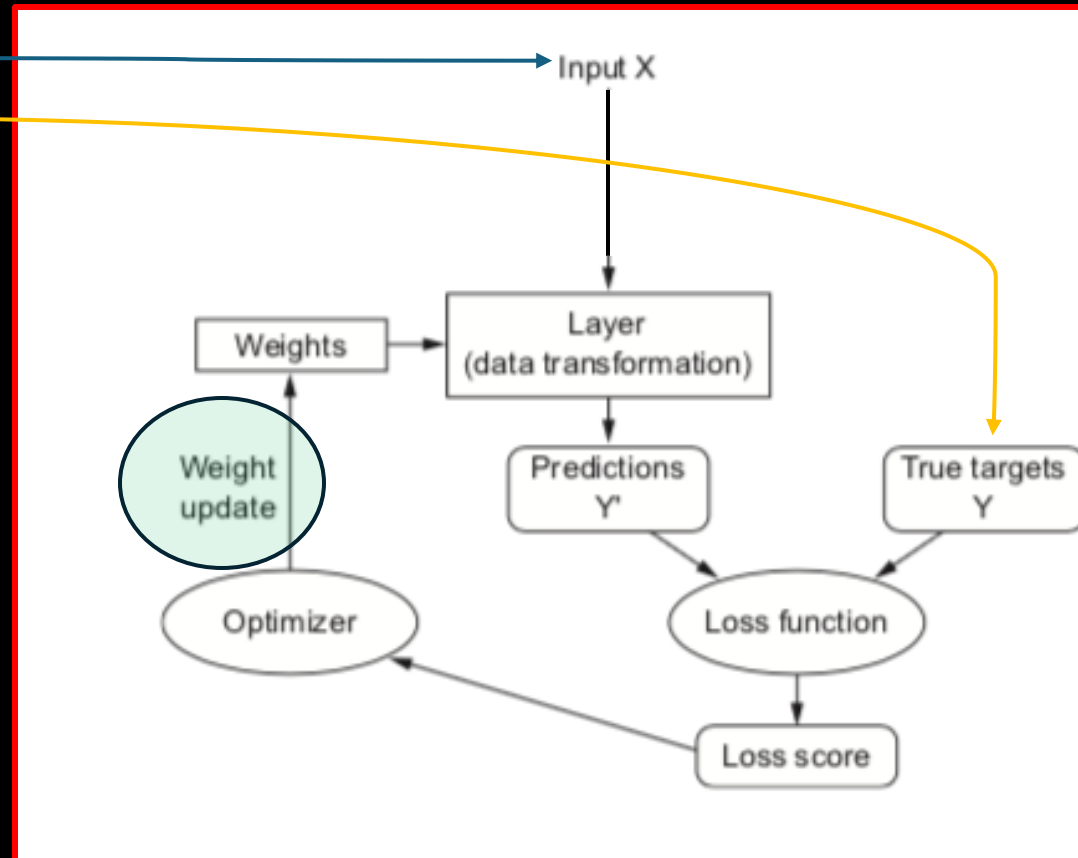 Input X
Layer
(data transformation)
Weights
Weight
update
Predictions
Y'
True targets
Y
Optimizer
Loss function
Loss score